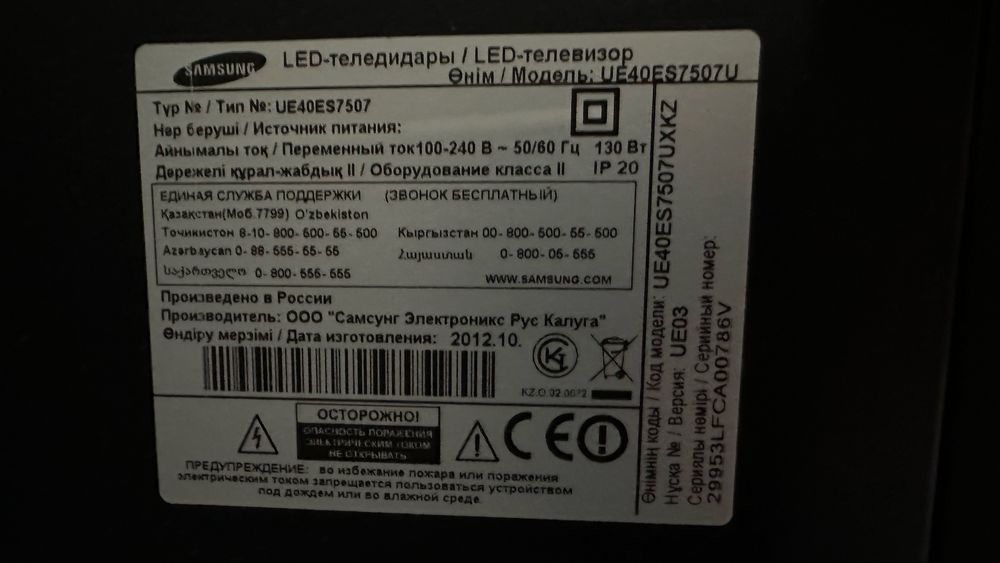 SAMSUNG
LED-теледидары / LED-телевизор
Өнім / Модель: UE40ES7507U
Түр № / Тип №: UE40ES7507
Нәр беруші / Источник питания:
Айнымалы ток / Переменный ток100-240 В ~ 50/60 Гц 130 Вт
Дәрежелі құрал-жабдық II / Оборудование класса II IP 20
ЕДИНАЯ СЛУЖБА ПОДДЕРЖКИ (ЗВОНОК БЕСПЛАТНЫЙ)
Қазақстан(Моб.7799) O'zbekiston
Точикистон 8-10-800-500-55-500 Кыргызстан 00-800-500-55-500
Azərbaycan 0-88-555-55-55 Հայաստան 0-800-05-555
საქართველო 0-800-555-555
WWW.SAMSUNG.COM
Произведено в России
Производитель: ООО "Самсунг Электроникс Рус Калуга"
Өндіру мерзімі / Дата изготовления: 2012.10.
KZ.O.02.0072
ОСТОРОЖНО!
ОПАСНОСТЬ ПОРАЖЕНИЯ
ЭЛЕКТРИЧЕСКИМ ТОКОМ
НЕ ОТКРЫВАТЬ
CE
ПРЕДУПРЕЖДЕНИЕ: во избежание пожара или поражения
электрическим током запрещается пользоваться устройством
под дождем или во влажной среде.
Өнімнің коды / Код модели: UE40ES7507UXKZ
Нұсқа № / Версия: UE03
Сериялы нөмірі / Серийный номер:
29953LFCA00786V